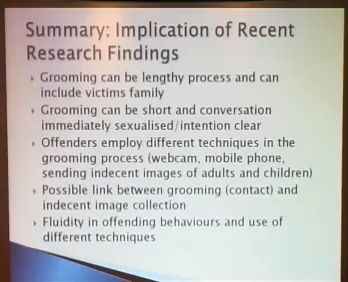 Summary: Implication of Recent
Research Findings
Grooming can be lengthy process and can
include victims family
Grooming can be short and conversation
immediately sexualised/intention clear
Offenders employ different techniques in the
grooming process (webcam, mobile phone,
sending indecent images of adults and children)
Possible link between grooming (contact) and
indecent image collection
Fluidity in offending behaviours and use of
different techniques